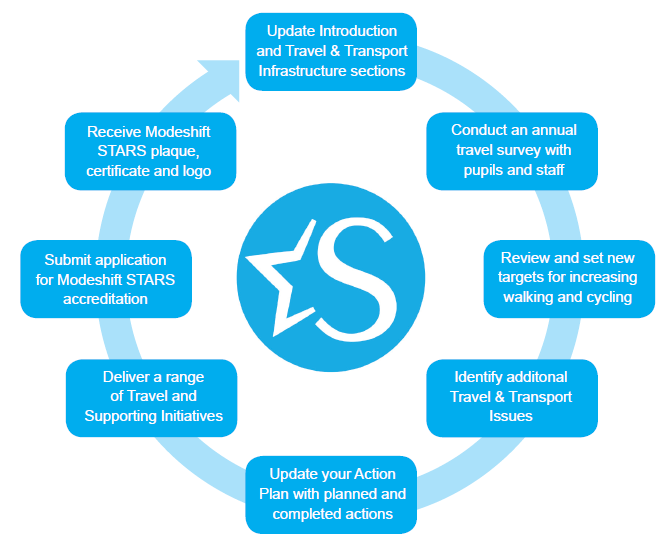 Update Introduction
and Travel & Transport
Infrastructure sections
Conduct an annual
travel survey with
pupils and staff
Review and set new
targets for increasing
walking and cycling
Identify additonal
Travel & Transport
Issues
Update your Action
Plan with planned and
completed actions
Deliver a range
of Travel and
Supporting Initiatives
Submit application
for Modeshift STARS
accreditation
Receive Modeshift
STARS plaque,
certificate and logo
S